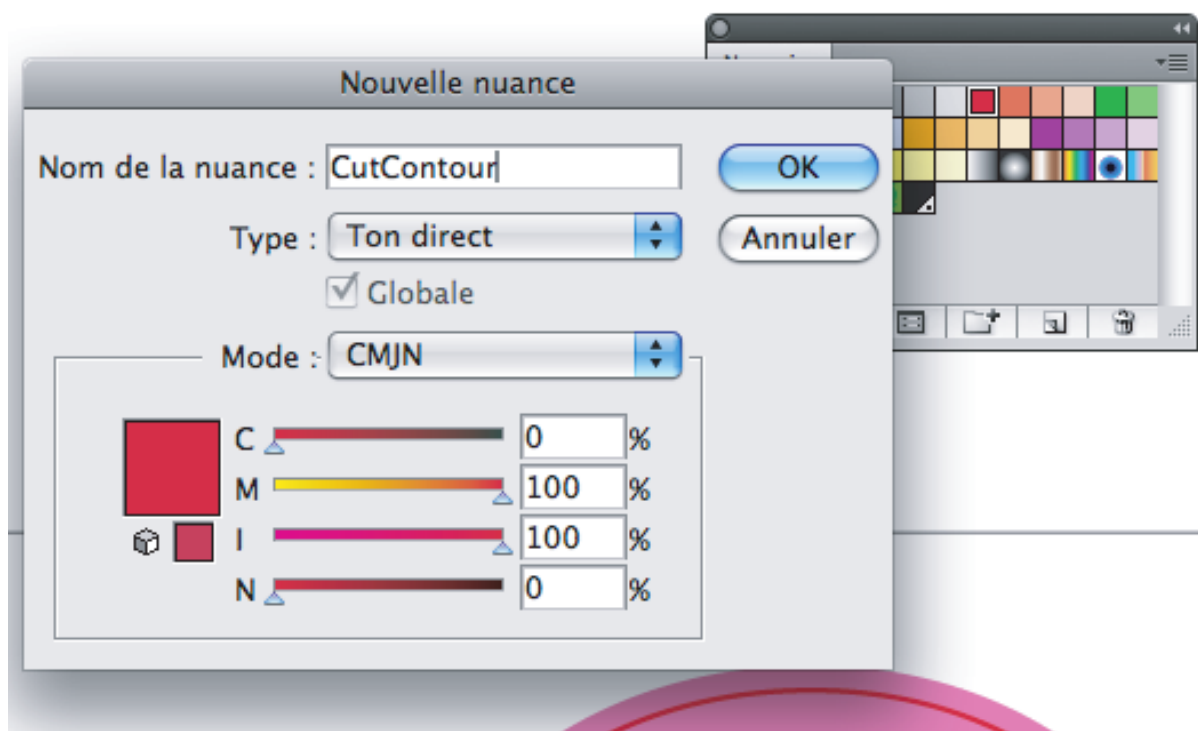 Nouvelle nuance
Nom de la nuance : CutContour
OK
Type : Ton direct
Annuler
Globale
Mode : CMJN
C 0 %
M 100 %
I 100 %
N 0 %